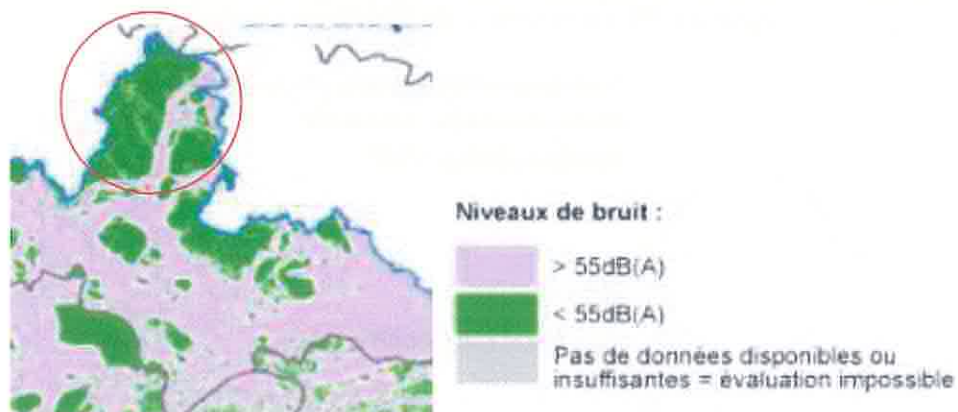 Niveaux de bruit :
> 55dB(A)
< 55dB(A)
Pas de données disponibles ou
insuffisantes = évaluation impossible